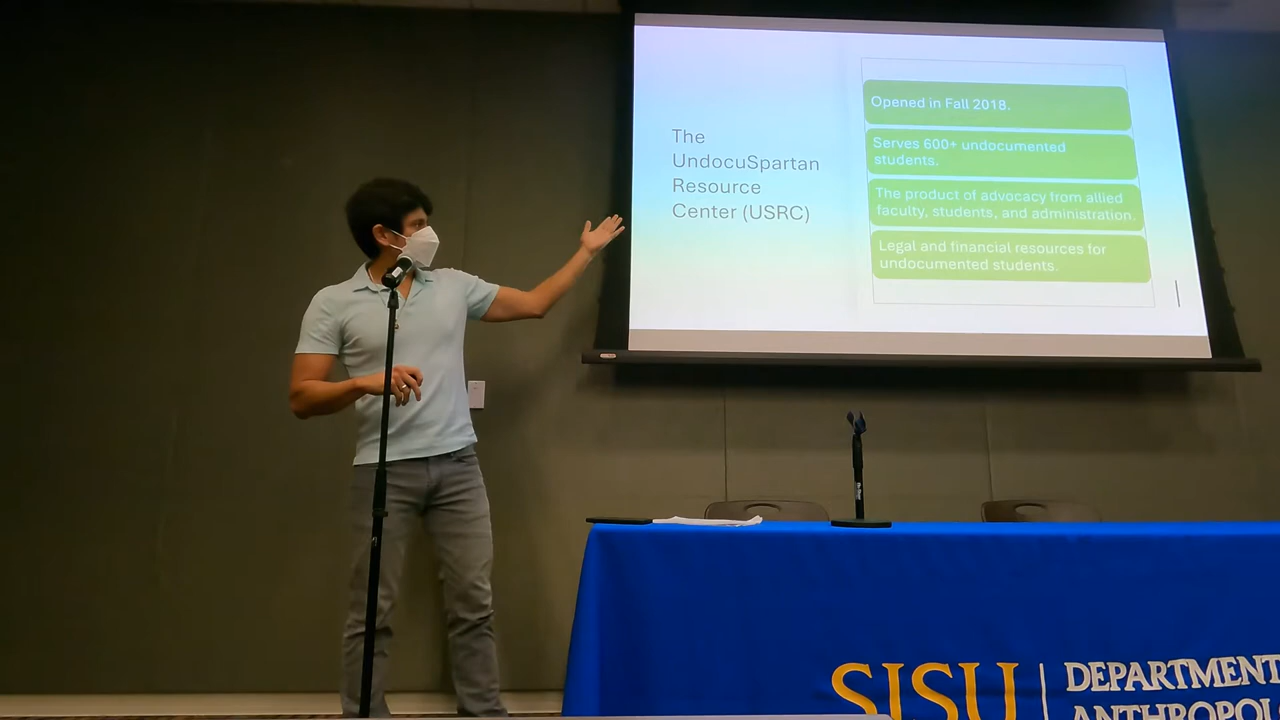 The
UndocuSpartan
Resource
Center (USRC)
Opened in Fall 2018.
Serves 600+ undocumented
students.
The product of advocacy from allied
faculty, students, and administration.
Legal and financial resources for
undocumented students.
SJSU
DEPARTMENT